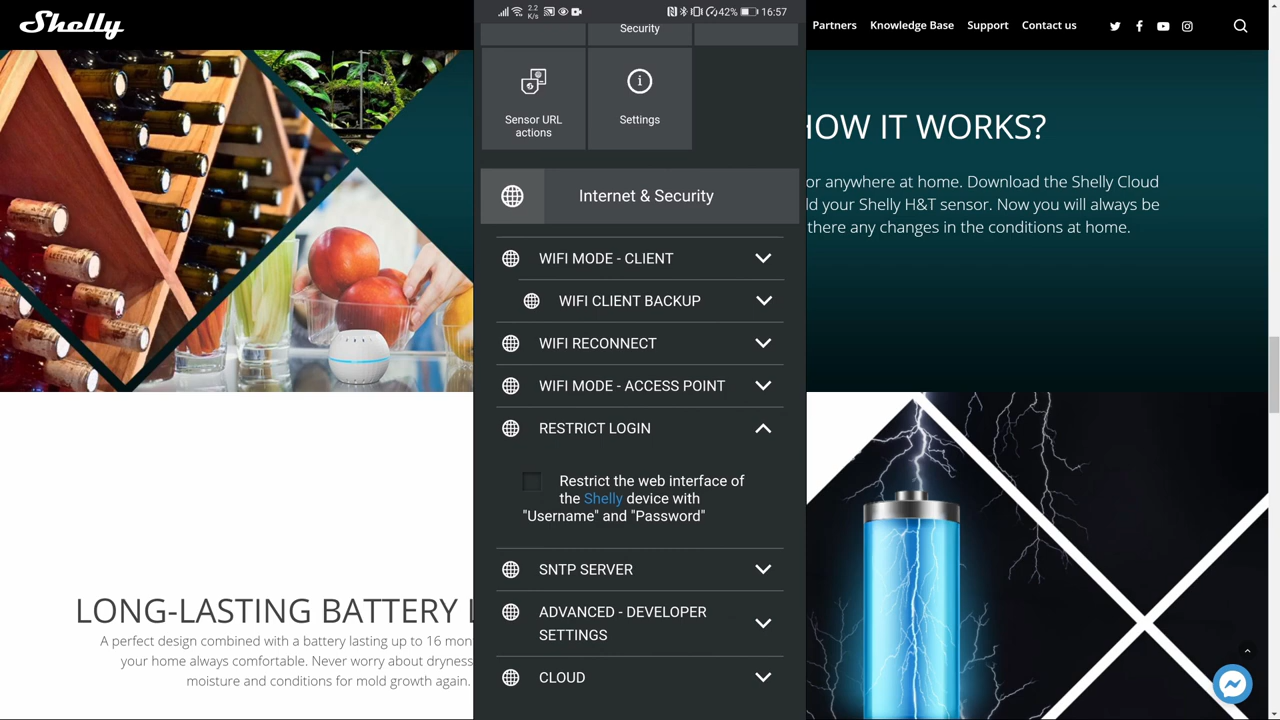 Shelly
2.2
K/s
42%
16:57
Partners
Knowledge Base
Support
Contact us
Security
Sensor URL
actions
Settings
Internet & Security
WIFI MODE - CLIENT
WIFI CLIENT BACKUP
WIFI RECONNECT
WIFI MODE - ACCESS POINT
RESTRICT LOGIN
Restrict the web interface of
the Shelly device with
"Username" and "Password"
SNTP SERVER
ADVANCED - DEVELOPER
SETTINGS
CLOUD
HOW IT WORKS?
or anywhere at home. Download the Shelly Cloud
ld your Shelly H&T sensor. Now you will always be
there any changes in the conditions at home.
LONG-LASTING BATTERY L
A perfect design combined with a battery lasting up to 16 mon
your home always comfortable. Never worry about dryness
moisture and conditions for mold growth again.